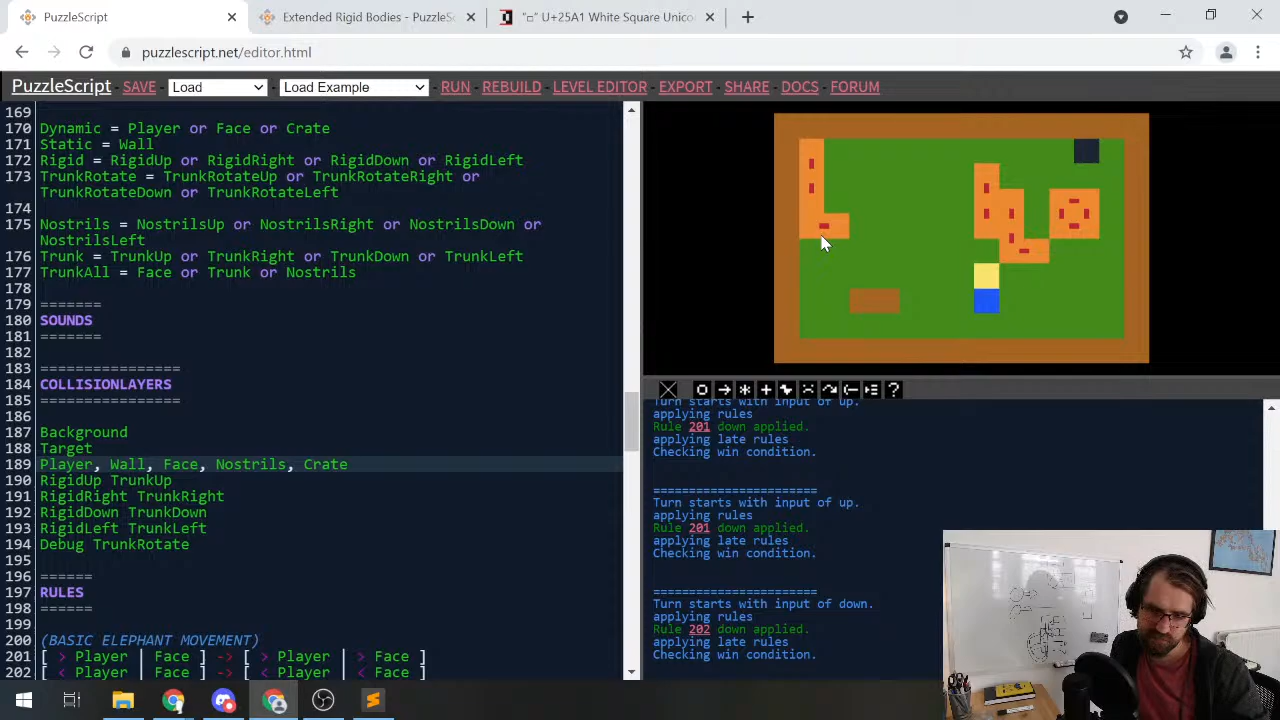 PuzzleScript
Extended Rigid Bodies - PuzzleSc
"□" U+25A1 White Square Unico
puzzlescript.net/editor.html
PuzzleScript - SAVE Load Load Example - RUN - REBUILD - LEVEL EDITOR - EXPORT - SHARE - DOCS - FORUM
169
170 Dynamic = Player or Face or Crate
171 Static = Wall
172 Rigid = RigidUp or RigidRight or RigidDown or RigidLeft
173 TrunkRotate = TrunkRotateUp or TrunkRotateRight or
TrunkRotateDown or TrunkRotateLeft
174
175 Nostrils = NostrilsUp or NostrilsRight or NostrilsDown or
NostrilsLeft
176 Trunk = TrunkUp or TrunkRight or TrunkDown or TrunkLeft
177 TrunkAll = Face or Trunk or Nostrils
178
179 =======
180 SOUNDS
181 =======
182
183 ================
184 COLLISIONLAYERS
185 ================
186
187 Background
188 Target
189 Player, Wall, Face, Nostrils, Crate
190 RigidUp TrunkUp
191 RigidRight TrunkRight
192 RigidDown TrunkDown
193 RigidLeft TrunkLeft
194 Debug TrunkRotate
195
196 ======
197 RULES
198 ======
199
200 (BASIC ELEPHANT MOVEMENT)
201 [ > Player | Face ] -> [ > Player | > Face ]
202 [ < Player | Face ] -> [ < Player | < Face ]
Turn starts with input of up.
applying rules
Rule 201 down applied.
applying late rules
Checking win condition.
=======================
Turn starts with input of up.
applying rules
Rule 201 down applied.
applying late rules
Checking win condition.
=======================
Turn starts with input of down.
applying rules
Rule 202 down applied.
applying late rules
Checking win condition.